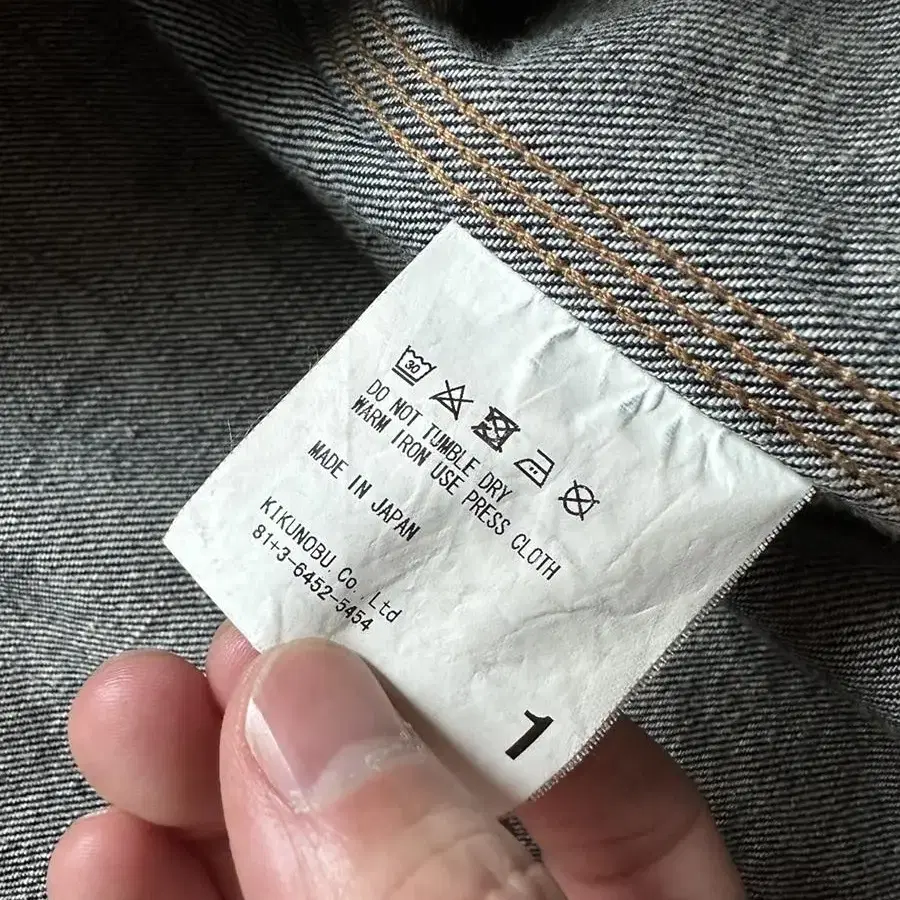 30
DO NOT TUMBLE DRY
WARM IRON USE PRESS CLOTH
MADE IN JAPAN
KIKUNOBU.Co.,Ltd
81+3-6452-5454
1